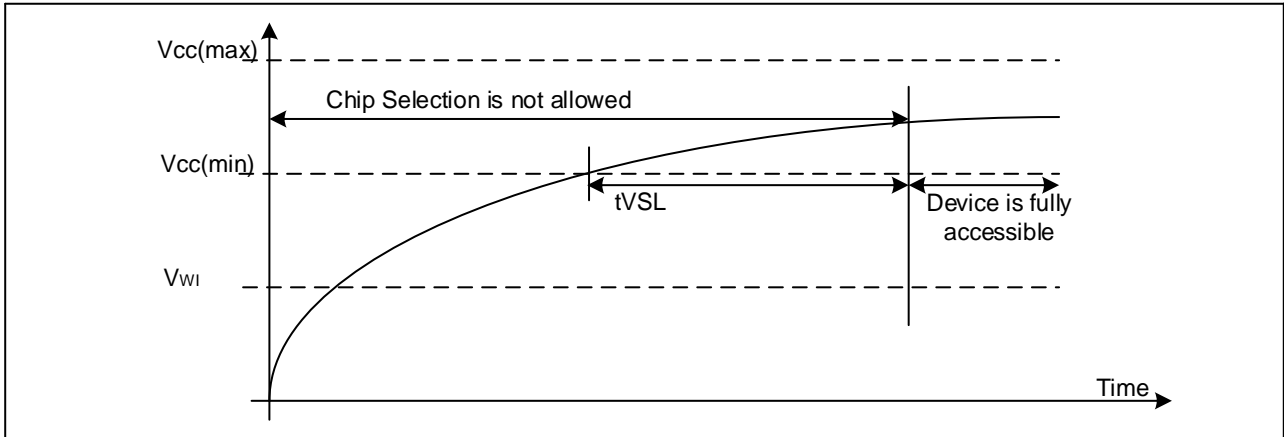 Vcc(max)
Chip Selection is not allowed
Vcc(min)
tVSL
Device is fully
accessible
VWI
Time